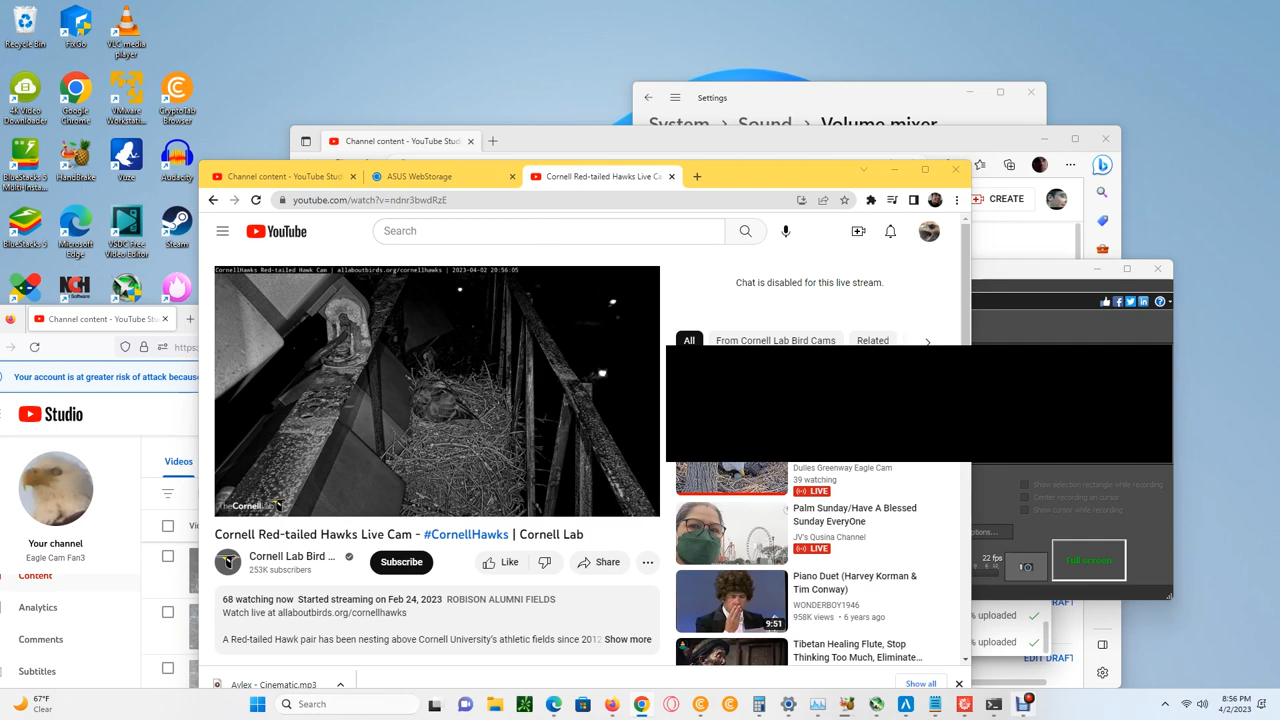 Recycle Bin
FixGo
VLC media player
4K Video Downloader
Google Chrome
VMware Workstati...
CryptoTab Browser
BlueStacks 5 Multi-Insta...
HandBrake
Vuze
Audacity
BlueStacks 5
Microsoft Edge
VSDC Free Video Editor
Steam
NCH Software
Settings
System > Sound > Volume mixer
Channel content - YouTube Stu
CREATE
Channel content - YouTube Studi
ASUS WebStorage
Cornell Red-tailed Hawks Live Ca
youtube.com/watch?v=ndnr3bwdRzE
YouTube
Search
CornellHawks Red-tailed Hawk Cam | allaboutbirds.org/cornellhawks | 2023-04-02 20:56:05
TheCornellLab
Chat is disabled for this live stream.
All
From Cornell Lab Bird Cams
Related
Dulles Greenway Eagle Cam
39 watching
LIVE
Palm Sunday/Have A Blessed
Sunday EveryOne
JV's Qusina Channel
LIVE
Piano Duet (Harvey Korman &
Tim Conway)
WONDERBOY1946
958K views • 6 years ago
9:51
Tibetan Healing Flute, Stop
Thinking Too Much, Eliminate...
Cornell Red-tailed Hawks Live Cam - #CornellHawks | Cornell Lab
Cornell Lab Bird ...
253K subscribers
Subscribe
Like
Share
68 watching now Started streaming on Feb 24, 2023 ROBISON ALUMNI FIELDS
Watch live at allaboutbirds.org/cornellhawks
A Red-tailed Hawk pair has been nesting above Cornell University's athletic fields since 2012 Show more
Avlex - Cinematic.mp3
Show all
Channel content - YouTube Stu
https:
Your account is at greater risk of attack becaus
Studio
Your channel
Eagle Cam Fan3
Content
Analytics
Comments
Subtitles
Videos
Show selection rectangle while recording
Center recording on cursor
Show cursor while recording
22 fps
Full screen
% uploaded
% uploaded
EDIT DRAFT
67°F
Clear
Search
8:56 PM
4/2/2023